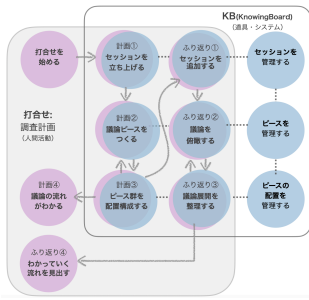 KB(KnowingBoard)
(道具・システム)
打合せを
始める
計画①
セッションを
立ち上げる
ふり返り①
セッションを
追加する
セッションを
管理する
打合せ:
調査計画
(人間活動)
計画②
議論ピースを
つくる
ふり返り②
議論を
俯瞰する
ピースを
管理する
計画④
議論の流れ
がわかる
計画③
ピース群を
配置構成する
ふり返り③
議論展開を
整理する
ピースの
配置を
管理する
ふり返り④
わかっていく
流れを見出す